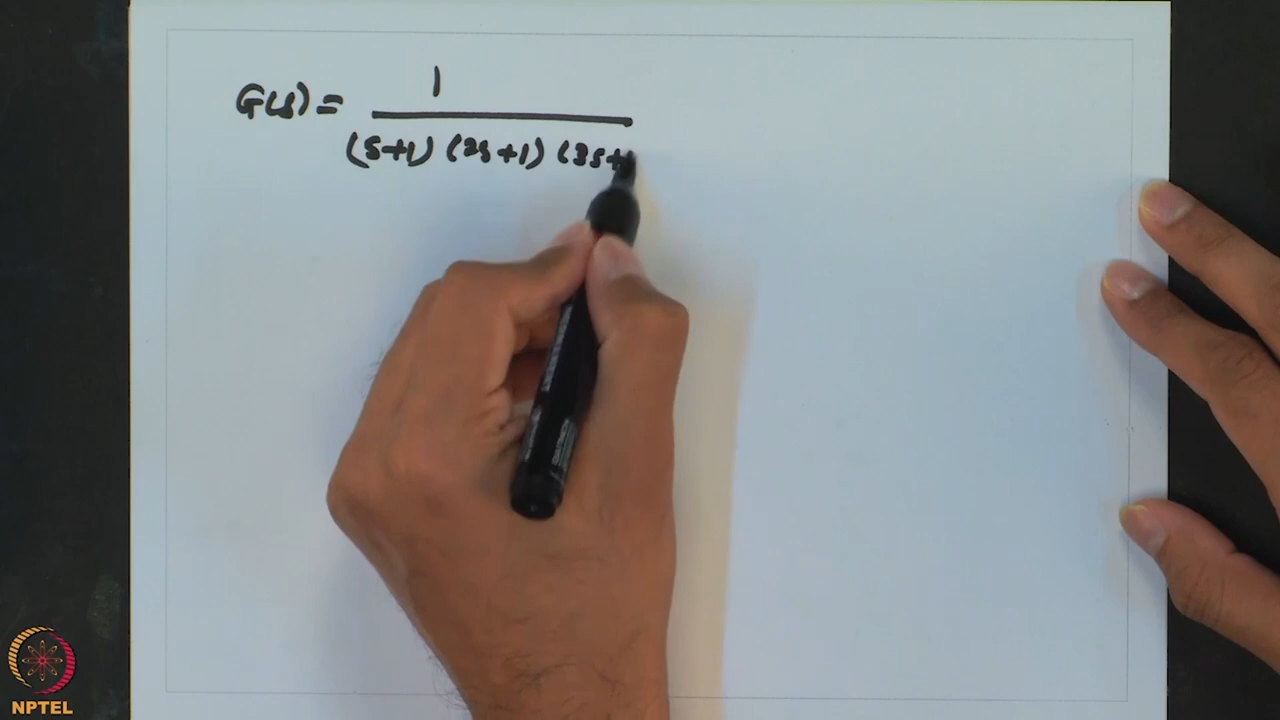 G(s) = 1
(s+1) (2s+1) (3s+
NPTEL